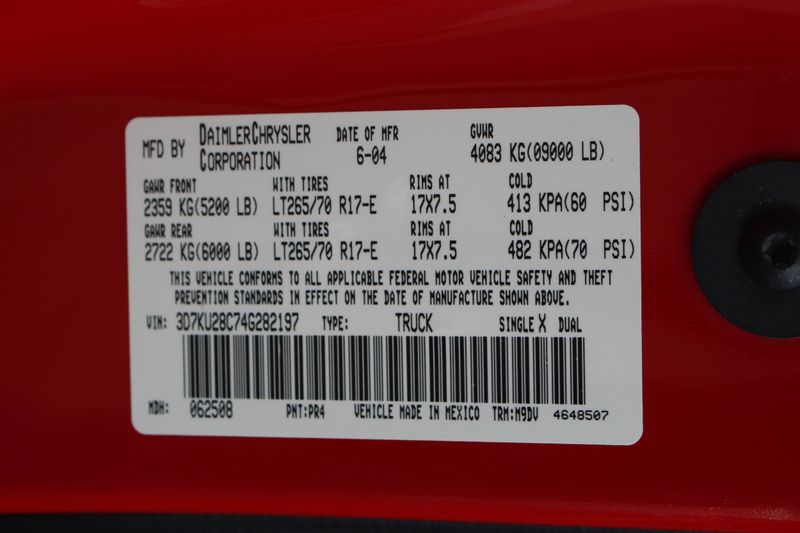 MFD BY DAIMLERCHRYSLER CORPORATION DATE OF MFR 6-04 GVWR 4083 KG(09000 LB)
GAWR FRONT WITH TIRES RIMS AT COLD
2359 KG(5200 LB) LT265/70 R17-E 17X7.5 413 KPA(60 PSI)
GAWR REAR WITH TIRES RIMS AT COLD
2722 KG(6000 LB) LT265/70 R17-E 17X7.5 482 KPA(70 PSI)
THIS VEHICLE CONFORMS TO ALL APPLICABLE FEDERAL MOTOR VEHICLE SAFETY AND THEFT
PREVENTION STANDARDS IN EFFECT ON THE DATE OF MANUFACTURE SHOWN ABOVE.
VIN: 3D7KU28C74G282197 TYPE: TRUCK SINGLE X DUAL
MDH: 062508 PNT:PR4 VEHICLE MADE IN MEXICO TRM:M9DV 4648507